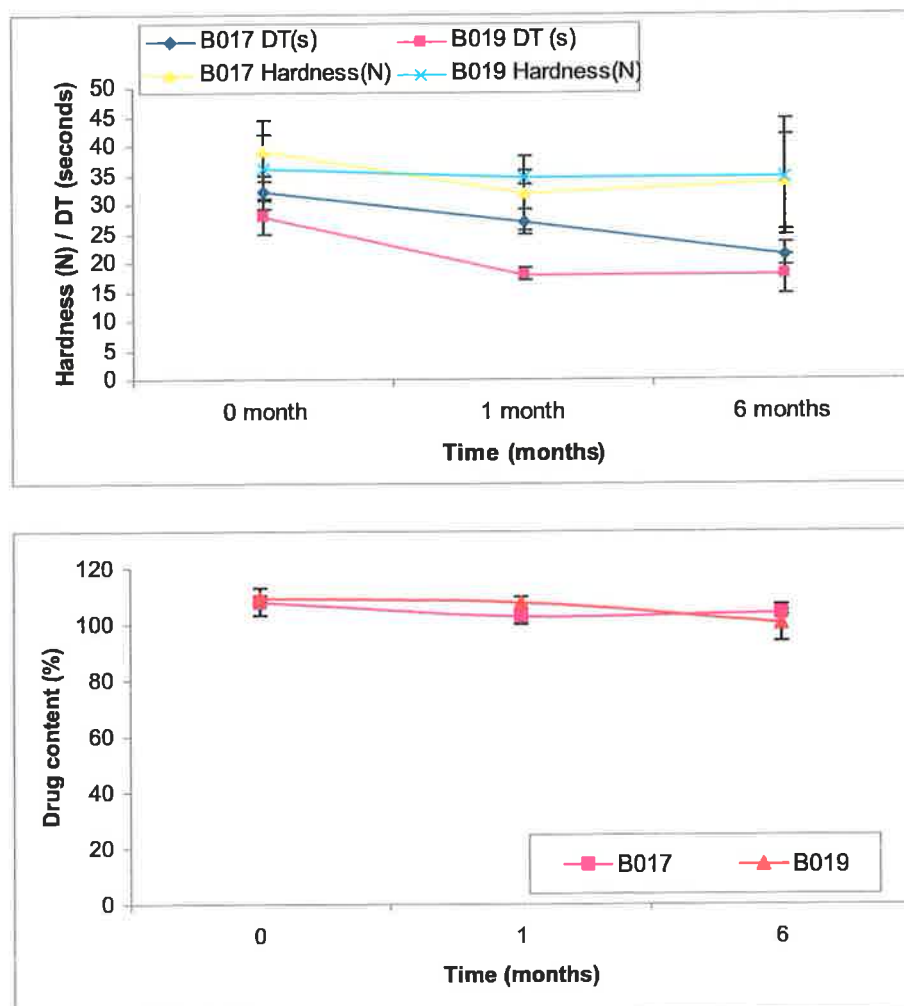 B017 DT(s) B019 DT (s)
B017 Hardness(N) B019 Hardness(N)
Hardness (N) / DT (seconds)
50
45
40
35
30
25
20
15
10
5
0
0 month 1 month 6 months
Time (months)
Drug content (%)
120
100
80
60
40
20
0
B017 B019
0 1 6
Time (months)